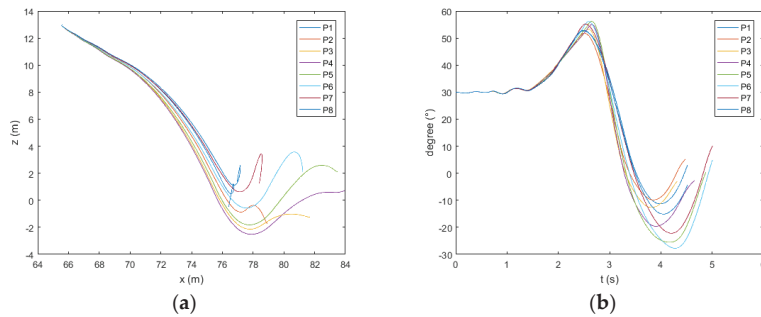 14
12
10
8
6
4
2
0
-2
-4
z (m)
64 66 68 70 72 74 76 78 80 82 84
x (m)
P1
P2
P3
P4
P5
P6
P7
P8
(a)
60
50
40
30
20
10
0
-10
-20
-30
degree (°)
0 1 2 3 4 5 6
t (s)
P1
P2
P3
P4
P5
P6
P7
P8
(b)